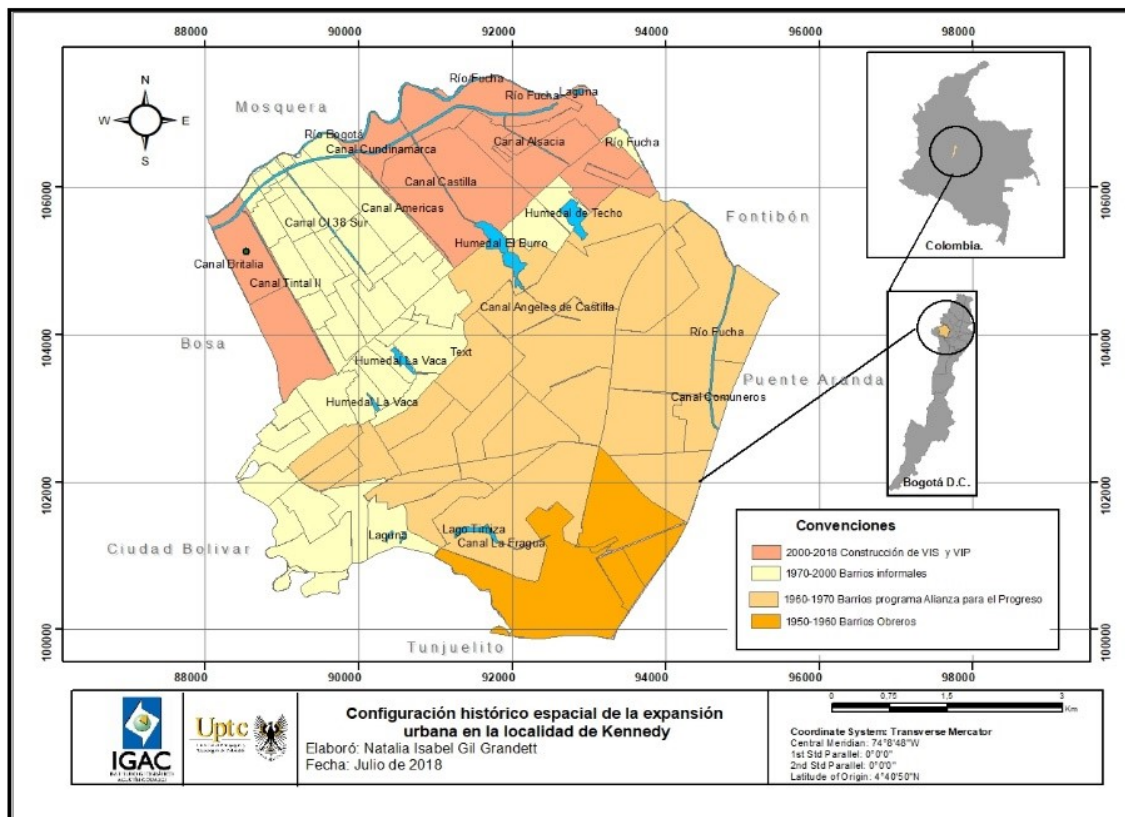 88000 90000 92000 94000 96000 98000
N
W E
S
106000
104000
102000
100000
106000
104000
102000
100000
Mosquera
Río Fucha
Río Fucha
Laguna
Río Bogotá
Canal Cundinamarca
Canal Alsacia
Río Fucha
Canal Castilla
Canal Americas
Canal Cl 38 Sur
Humedal de Techo
Fontibón
Humedal El Burro
Canal Britalia
Canal Tintal II
Canal Angeles de Castilla
Río Fucha
Bosa
Text
Humedal La Vaca
Puente Aranda
Humedal La Vaca
Canal Comuneros
Lago Timiza
Laguna
Canal La Fragua
Ciudad Bolivar
Tunjuelito
Colombia.
Bogotá D.C.
Convenciones
2000-2018 Construcción de VIS y VIP
1970-2000 Barrios informales
1960-1970 Barrios programa Alianza para el Progreso
1950-1960 Barrios Obreros
88000 90000 92000 94000 96000 98000
IGAC
Uptc
Configuración histórico espacial de la expansión
urbana en la localidad de Kennedy
Elaboró: Natalia Isabel Gil Grandett
Fecha: Julio de 2018
0 0,75 1,5 3
Km
Coordinate System: Transverse Mercator
Central Meridian: 74°8'48"W
1st Std Parallel: 0°0'0"
2nd Std Parallel: 0°0'0"
Latitude of Origin: 4°40'50"N